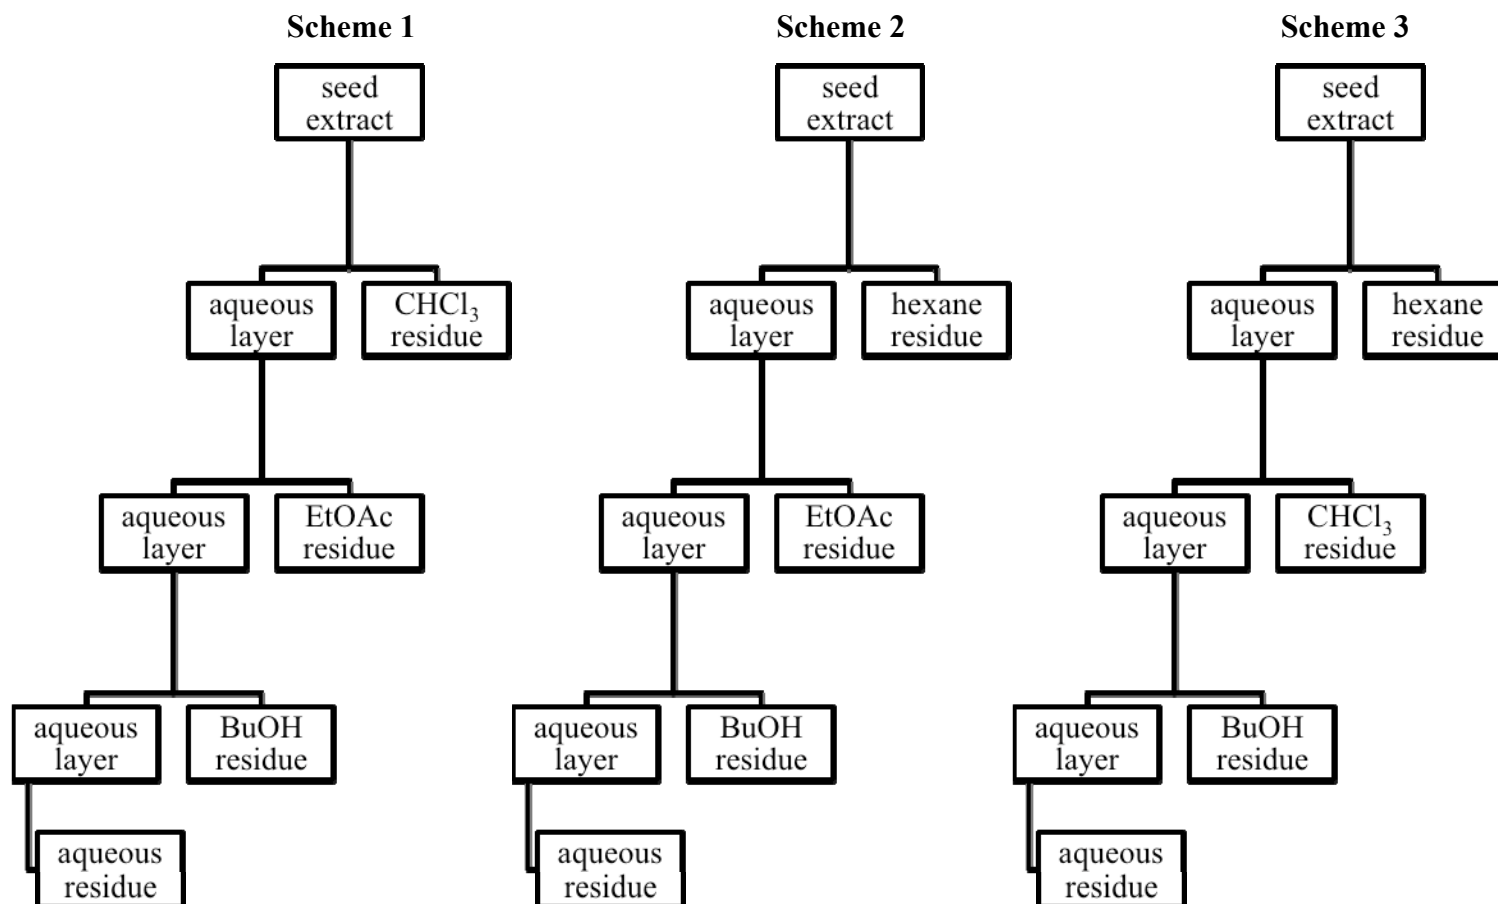 Scheme 1
seed
extract
aqueous
layer
CHCl₃
residue
aqueous
layer
EtOAc
residue
aqueous
layer
BuOH
residue
aqueous
residue
Scheme 2
seed
extract
aqueous
layer
hexane
residue
aqueous
layer
EtOAc
residue
aqueous
layer
BuOH
residue
aqueous
residue
Scheme 3
seed
extract
aqueous
layer
hexane
residue
aqueous
layer
CHCl₃
residue
aqueous
layer
BuOH
residue
aqueous
residue